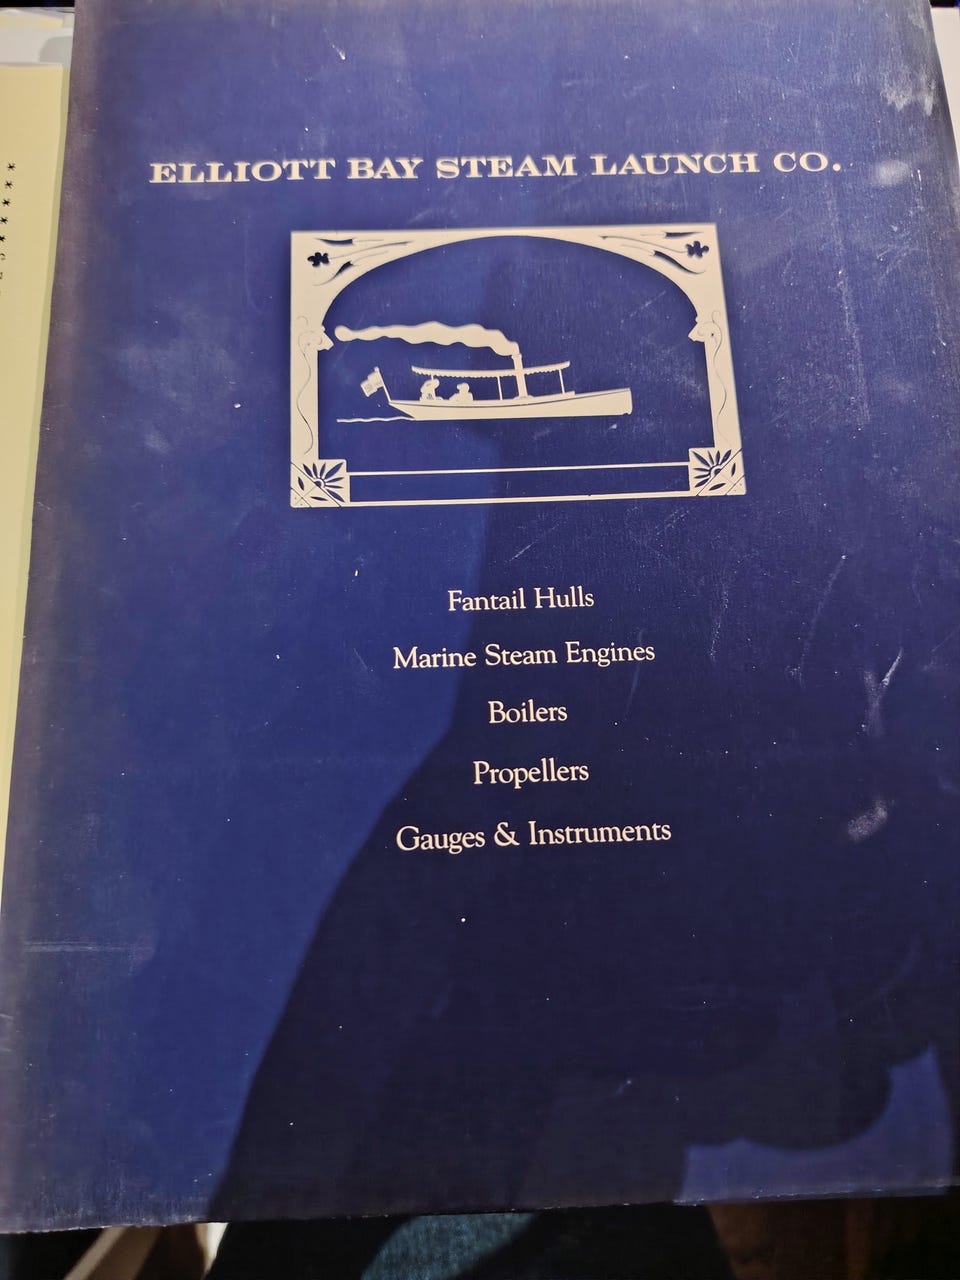 ELLIOTT BAY STEAM LAUNCH CO.
Fantail Hulls
Marine Steam Engines
Boilers
Propellers
Gauges & Instruments